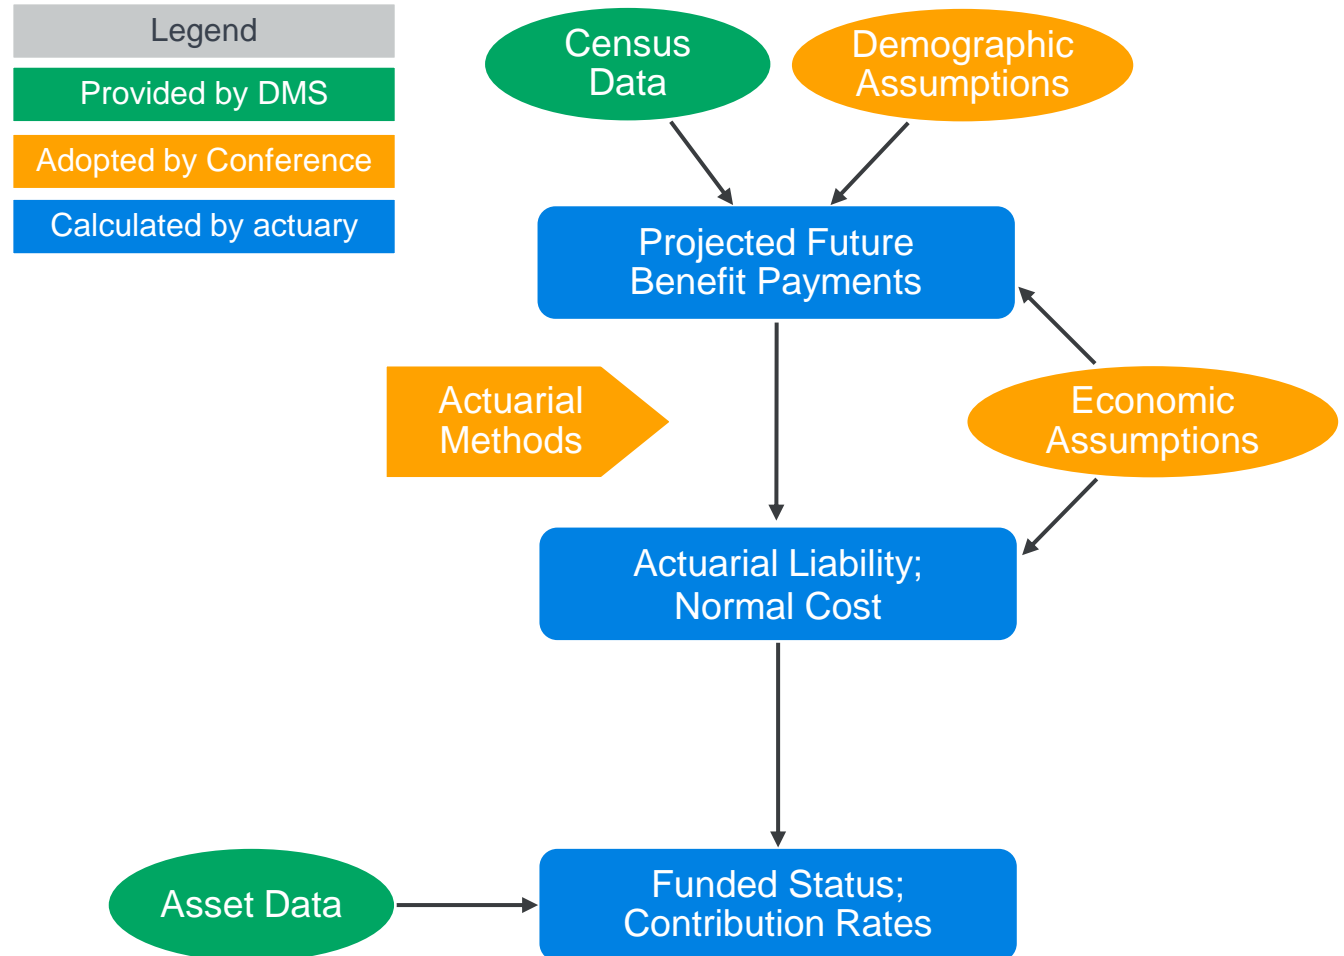 Legend
Provided by DMS
Adopted by Conference
Calculated by actuary
Census
Data
Demographic
Assumptions
Projected Future
Benefit Payments
Actuarial
Methods
Economic
Assumptions
Actuarial Liability;
Normal Cost
Asset Data
Funded Status;
Contribution Rates